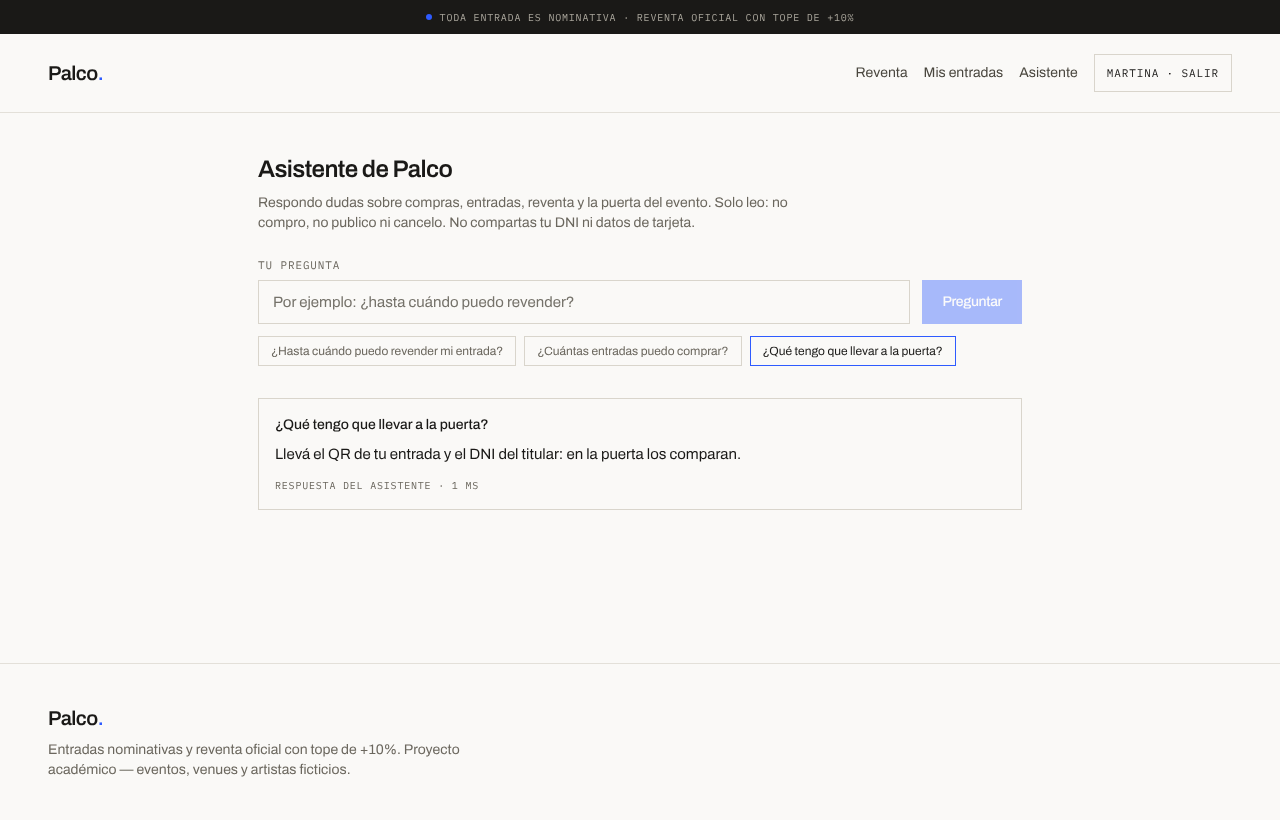 TODA ENTRADA ES NOMINATIVA · REVENTA OFICIAL CON TOPE DE +10%
Palco.
Reventa
Mis entradas
Asistente
MARTINA · SALIR
Asistente de Palco
Respondo dudas sobre compras, entradas, reventa y la puerta del evento. Solo leo: no
compro, no publico ni cancelo. No compartas tu DNI ni datos de tarjeta.
TU PREGUNTA
Por ejemplo: ¿hasta cuándo puedo revender?
Preguntar
¿Hasta cuándo puedo revender mi entrada?
¿Cuántas entradas puedo comprar?
¿Qué tengo que llevar a la puerta?
¿Qué tengo que llevar a la puerta?
Llevá el QR de tu entrada y el DNI del titular: en la puerta los comparan.
RESPUESTA DEL ASISTENTE · 1 MS
Palco.
Entradas nominativas y reventa oficial con tope de +10%. Proyecto
académico — eventos, venues y artistas ficticios.